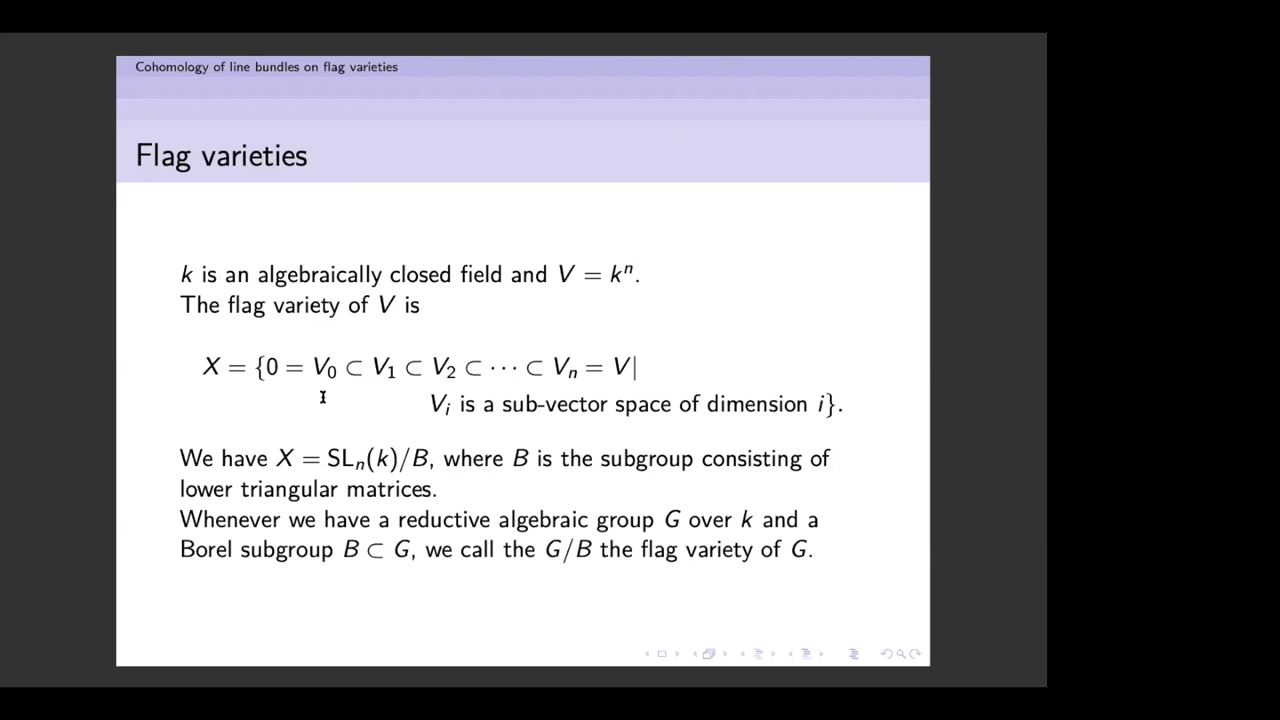 Cohomology of line bundles on flag varieties
Flag varieties
k is an algebraically closed field and V = kⁿ.
The flag variety of V is
X = {0 = V₀ ⊂ V₁ ⊂ V₂ ⊂ ··· ⊂ Vₙ = V|
Vᵢ is a sub-vector space of dimension i}.
We have X = SLₙ(k)/B, where B is the subgroup consisting of
lower triangular matrices.
Whenever we have a reductive algebraic group G over k and a
Borel subgroup B ⊂ G, we call the G/B the flag variety of G.